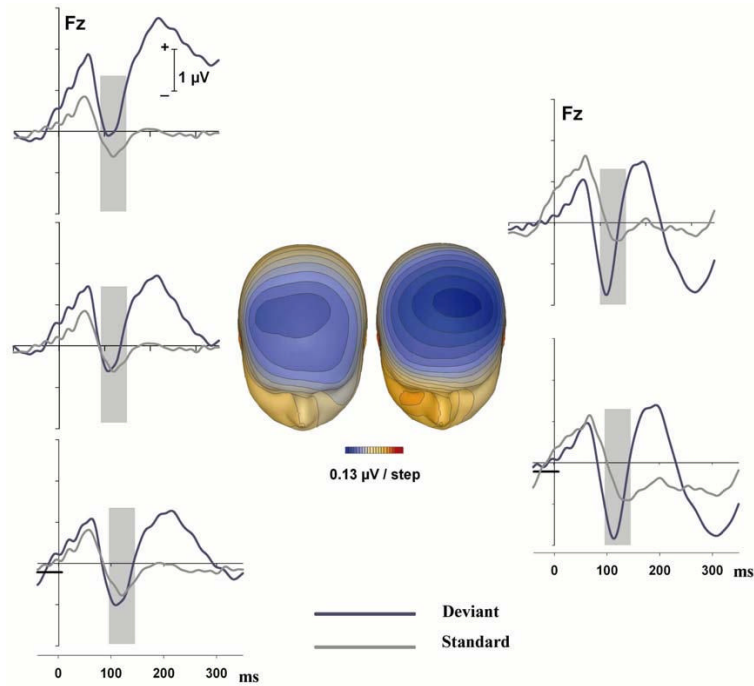 Fz
+
1 µV
–
Fz
0.13 µV / step
0 100 200 300 ms
Deviant
Standard
0 100 200 300 ms